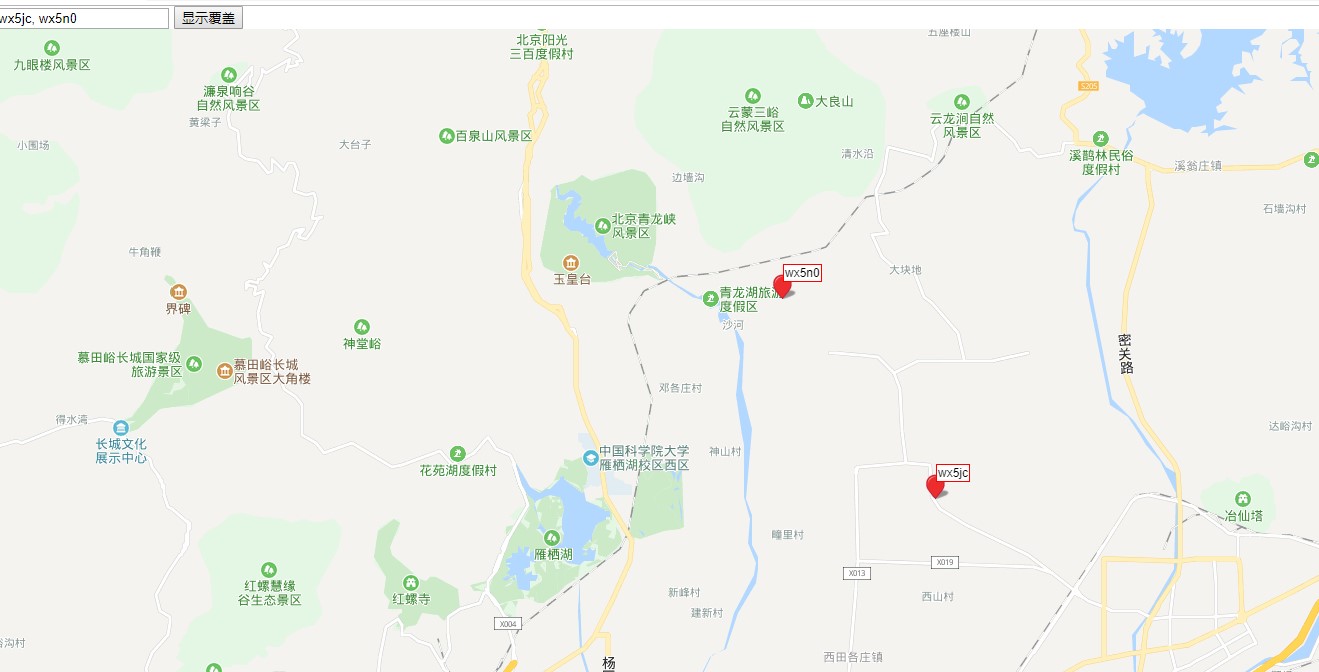 wx5jc, wx5n0
显示覆盖
五座楼山
北京阳光
三百度假村
九眼楼风景区
濂泉响谷
自然风景区
黄梁子
S205
大良山
云蒙三峪
自然风景区
云龙涧自然
风景区
百泉山风景区
大台子
小围场
清水沿
溪鹊林民俗
度假村
溪翁庄镇
边墙沟
石墙沟村
北京青龙峡
风景区
牛角鞭
玉皇台
大块地
wx5n0
界碑
青龙湖旅游
度假区
沙河
神堂峪
密关路
慕田峪长城国家级
旅游景区
慕田峪长城
风景区大角楼
邓各庄村
得水湾
长城文化
展示中心
达峪沟村
中国科学院大学
雁栖湖校区西区
神山村
花苑湖度假村
wx5jc
冶仙塔
疃里村
雁栖湖
X019
X013
红螺慧缘
谷生态景区
红螺寺
新峰村
西山村
建新村
X004
沟村
西田各庄镇
杨